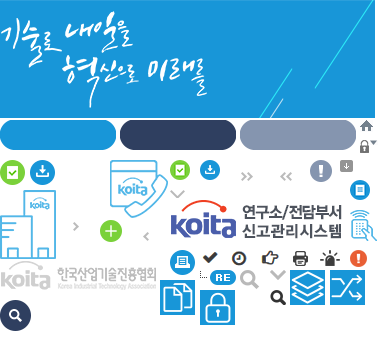 기술로 내일을
혁신으로 미래를
koita
koita
koita 연구소/전담부서
신고관리시스템
koita 한국산업기술진흥협회
Korea Industrial Technology Association
RE